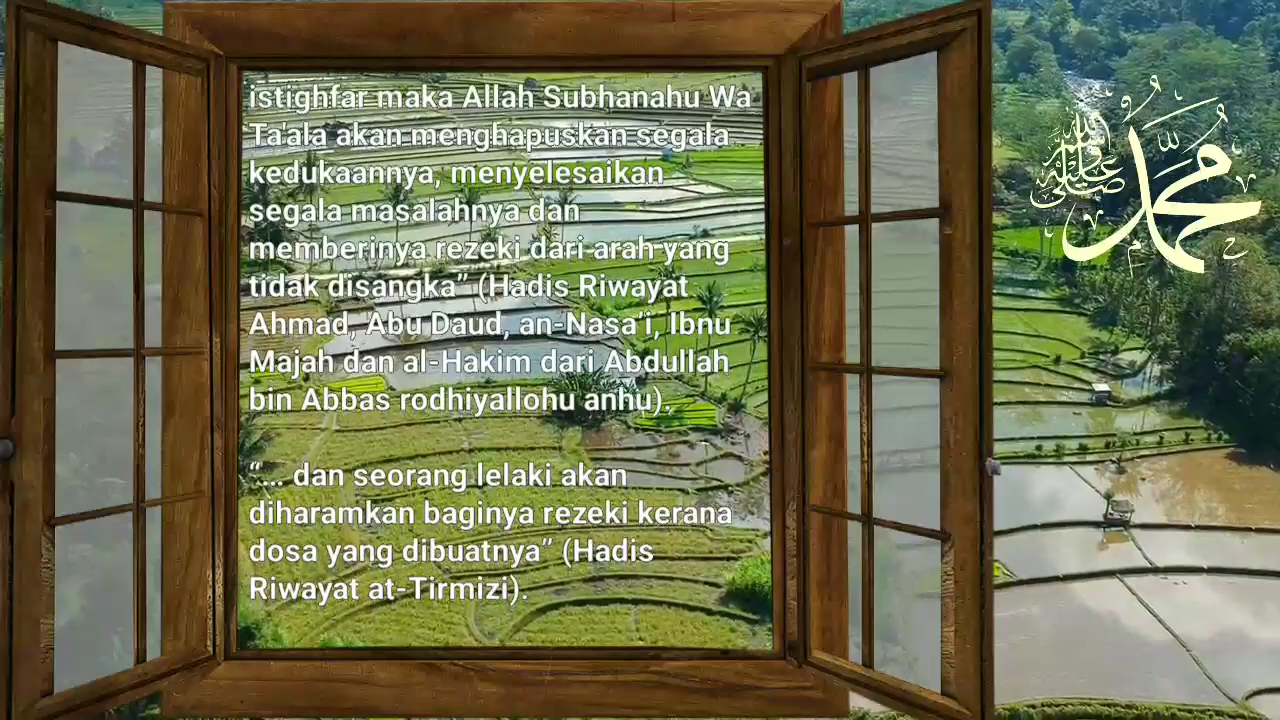 istighfar maka Allah Subhanahu Wa
Ta'ala akan menghapuskan segala
kedukaannya, menyelesaikan
segala masalahnya dan
memberinya rezeki dari arah yang
tidak disangka” (Hadis Riwayat
Ahmad, Abu Daud, an-Nasa’i, Ibnu
Majah dan al-Hakim dari Abdullah
bin Abbas rodhiyallohu anhu).
“... dan seorang lelaki akan
diharamkan baginya rezeki kerana
dosa yang dibuatnya” (Hadis
Riwayat at-Tirmizi).
محمد صلى الله عليه وسلم